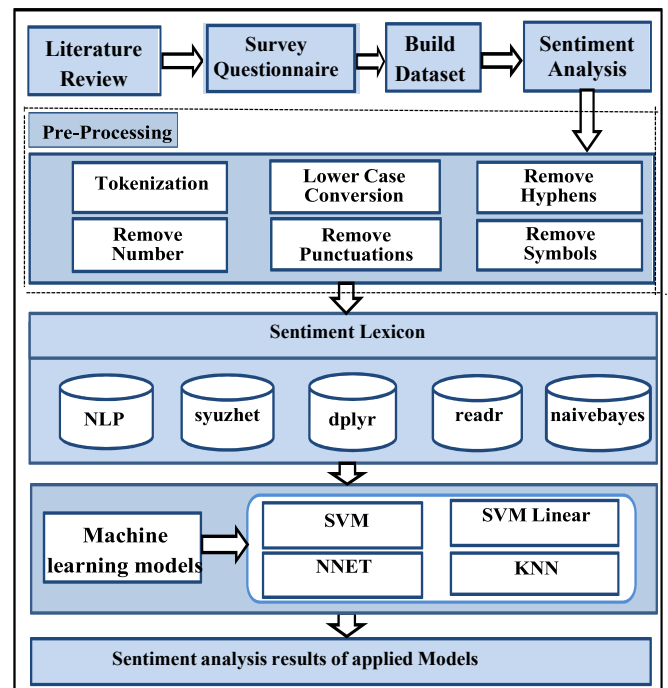 Literature
Review
Survey
Questionnaire
Build
Dataset
Sentiment
Analysis
Pre-Processing
Tokenization
Lower Case
Conversion
Remove
Hyphens
Remove
Number
Remove
Punctuations
Remove
Symbols
Sentiment Lexicon
NLP
syuzhet
dplyr
readr
naivebayes
Machine
learning models
SVM
SVM Linear
NNET
KNN
Sentiment analysis results of applied Models